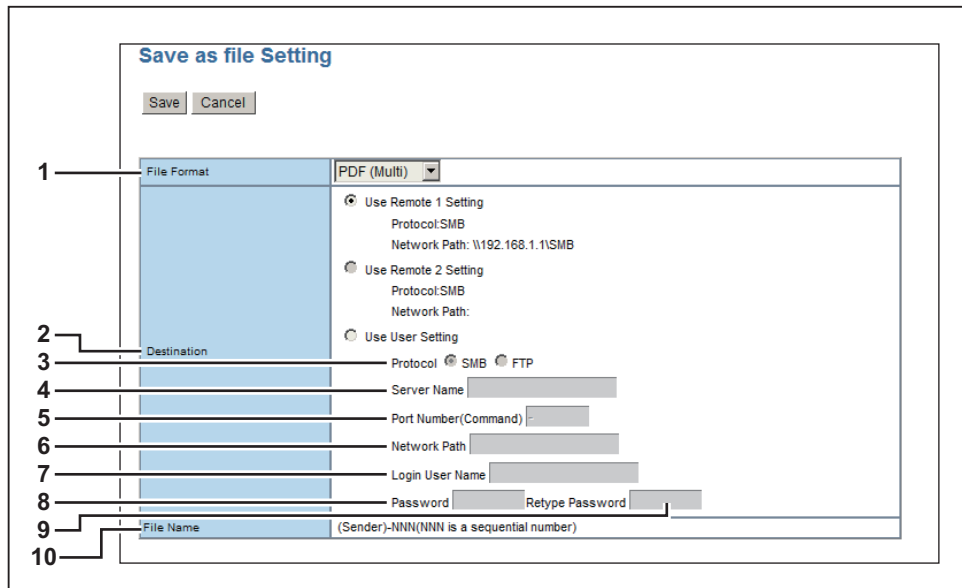 Save as file Setting
Save Cancel
1 File Format PDF (Multi)
Use Remote 1 Setting
Protocol:SMB
Network Path: \\192.168.1.1\SMB
Use Remote 2 Setting
Protocol:SMB
Network Path:
Use User Setting
2 Destination
3 Protocol SMB FTP
4 Server Name
5 Port Number(Command) -
6 Network Path
7 Login User Name
8 Password Retype Password
9
10 File Name (Sender)-NNN(NNN is a sequential number)